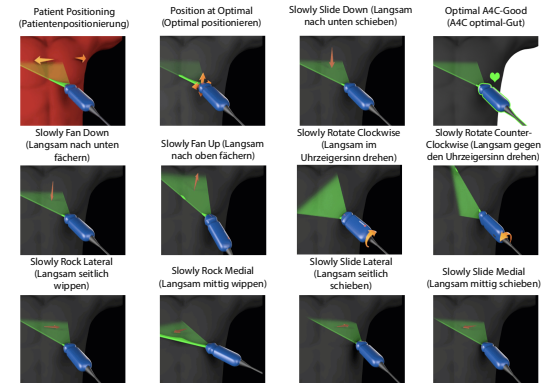 Patient Positioning
(Patientenpositionierung)
Position at Optimal
(Optimal positionieren)
Slowly Slide Down (Langsam
nach unten schieben)
Optimal A4C-Good
(A4C optimal-Gut)
Slowly Fan Down
(Langsam nach unten
fächern)
Slowly Fan Up (Langsam
nach oben fächern)
Slowly Rotate Clockwise
(Langsam im
Uhrzeigersinn drehen)
Slowly Rotate Counter-
Clockwise (Langsam gegen
den Uhrzeigersinn drehen)
Slowly Rock Lateral
(Langsam seitlich
wippen)
Slowly Rock Medial
(Langsam mittig wippen)
Slowly Slide Lateral
(Langsam seitlich
schieben)
Slowly Slide Medial
(Langsam mittig schieben)